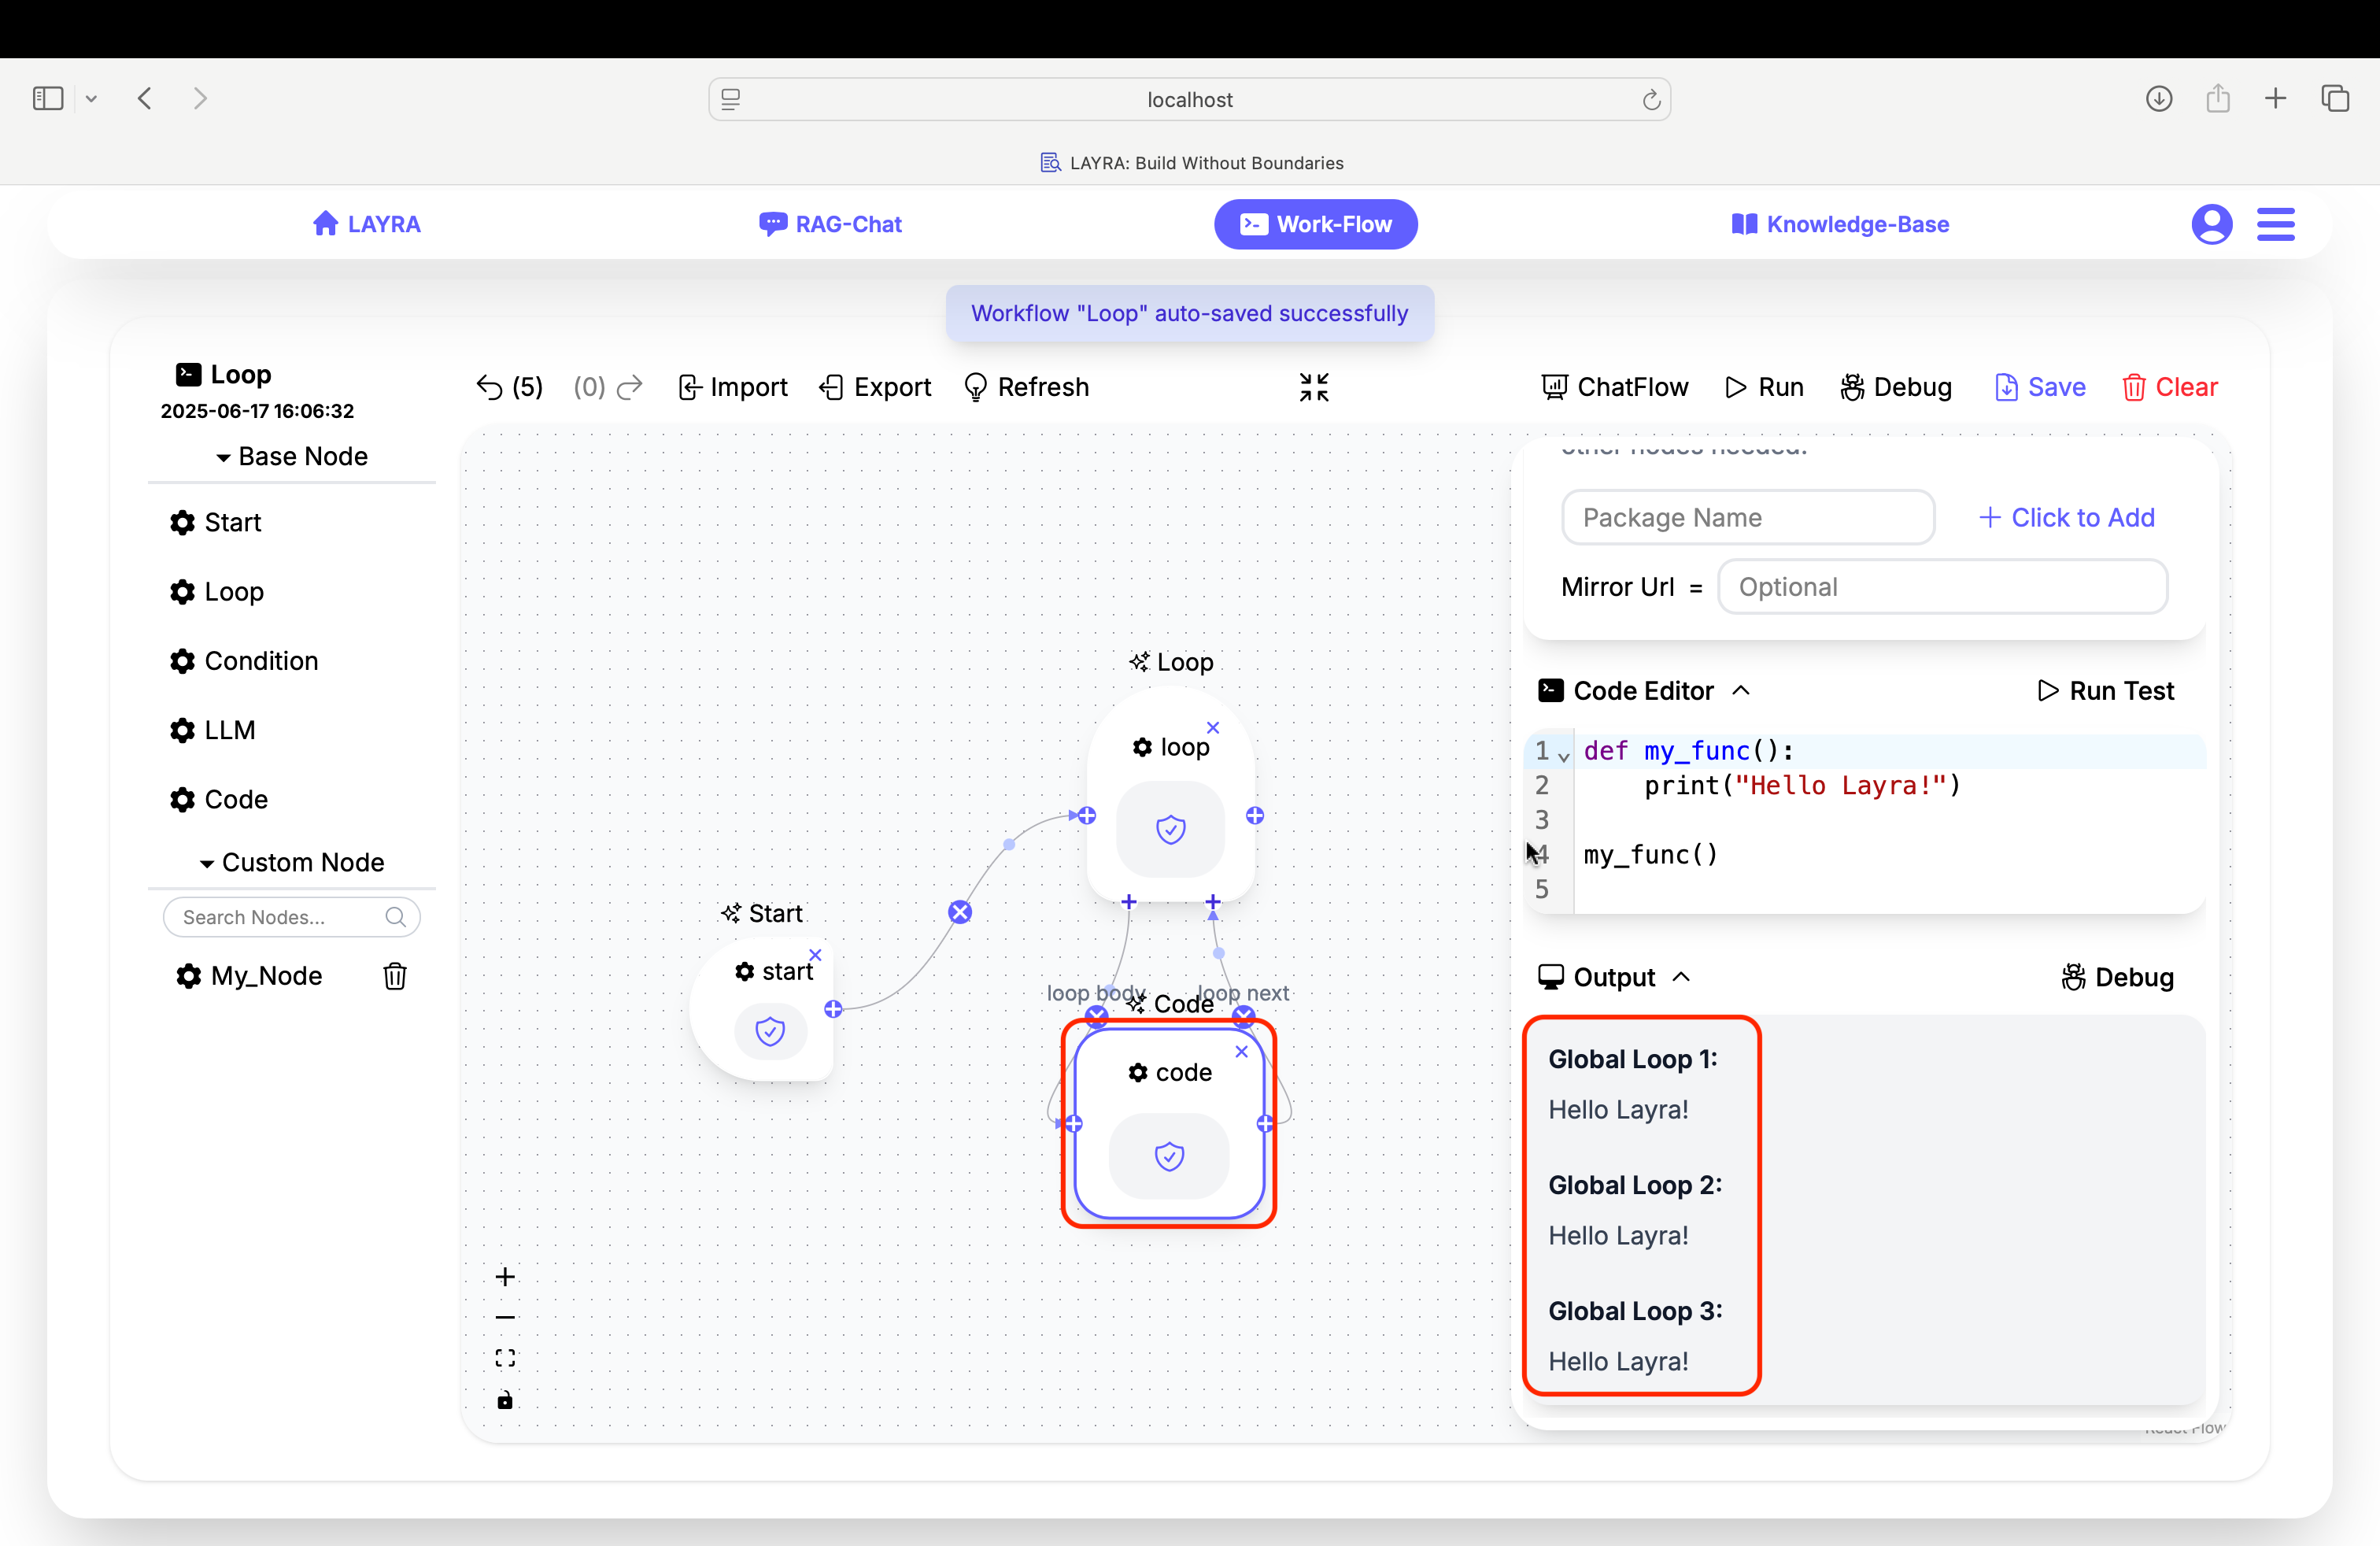 localhost
LAYRA: Build Without Boundaries
LAYRA
RAG-Chat
Work-Flow
Knowledge-Base
Workflow "Loop" auto-saved successfully
Loop
2025-06-17 16:06:32
(5)
(0)
Import
Export
Refresh
ChatFlow
Run
Debug
Save
Clear
Base Node
Start
Loop
Condition
LLM
Code
Custom Node
Search Nodes...
My_Node
Start
start
Loop
loop
loop body
loop next
Code
code
other nodes needed.
Package Name
Click to Add
Mirror Url =
Optional
Code Editor
Run Test
1 def my_func():
2 print("Hello Layra!")
3
4 my_func()
5
Output
Debug
Global Loop 1:
Hello Layra!
Global Loop 2:
Hello Layra!
Global Loop 3:
Hello Layra!
React Flow